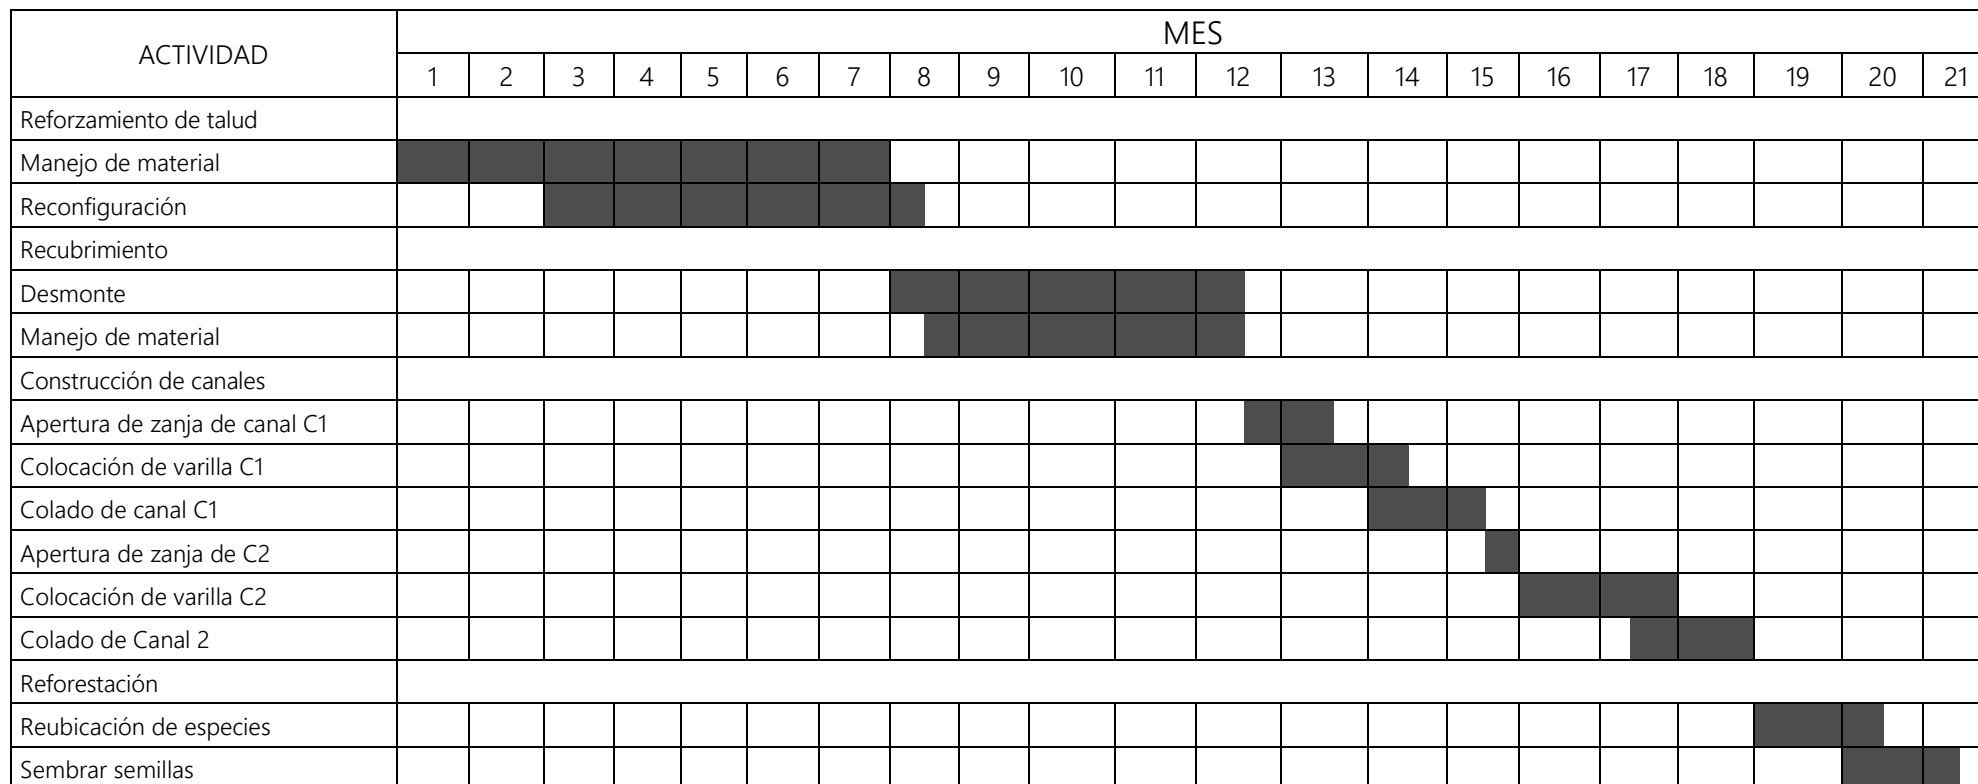 ACTIVIDAD
MES
1 2 3 4 5 6 7 8 9 10 11 12 13 14 15 16 17 18 19 20 21
Reforzamiento de talud
Manejo de material
Reconfiguración
Recubrimiento
Desmonte
Manejo de material
Construcción de canales
Apertura de zanja de canal C1
Colocación de varilla C1
Colado de canal C1
Apertura de zanja de C2
Colocación de varilla C2
Colado de Canal 2
Reforestación
Reubicación de especies
Sembrar semillas